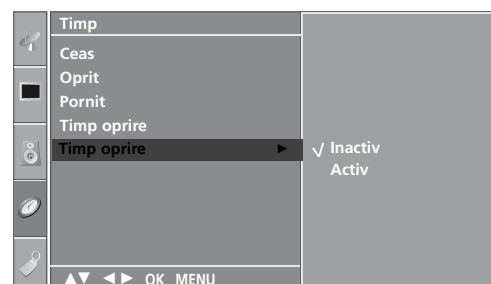 Timp
Ceas
Oprit
Pornit
Timp oprire
Timp oprire ►
√ Inactiv
Activ
▲▼ ◄► OK MENU